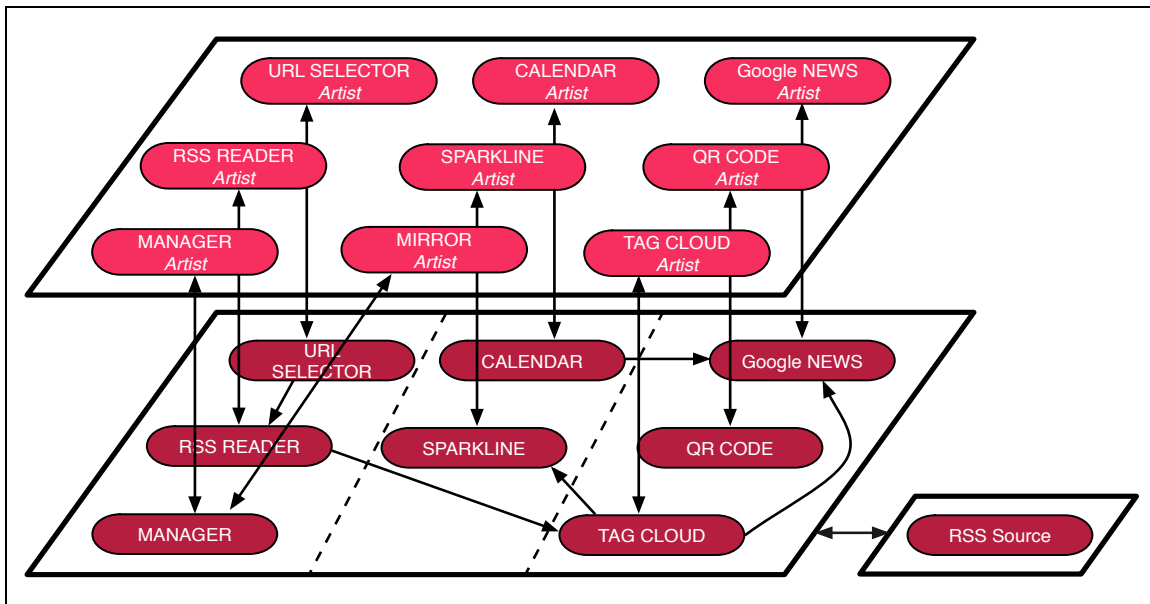 URL SELECTOR
Artist
CALENDAR
Artist
Google NEWS
Artist
RSS READER
Artist
SPARKLINE
Artist
QR CODE
Artist
MANAGER
Artist
MIRROR
Artist
TAG CLOUD
Artist
URL
SELECTOR
CALENDAR
Google NEWS
RSS READER
SPARKLINE
QR CODE
MANAGER
TAG CLOUD
RSS Source